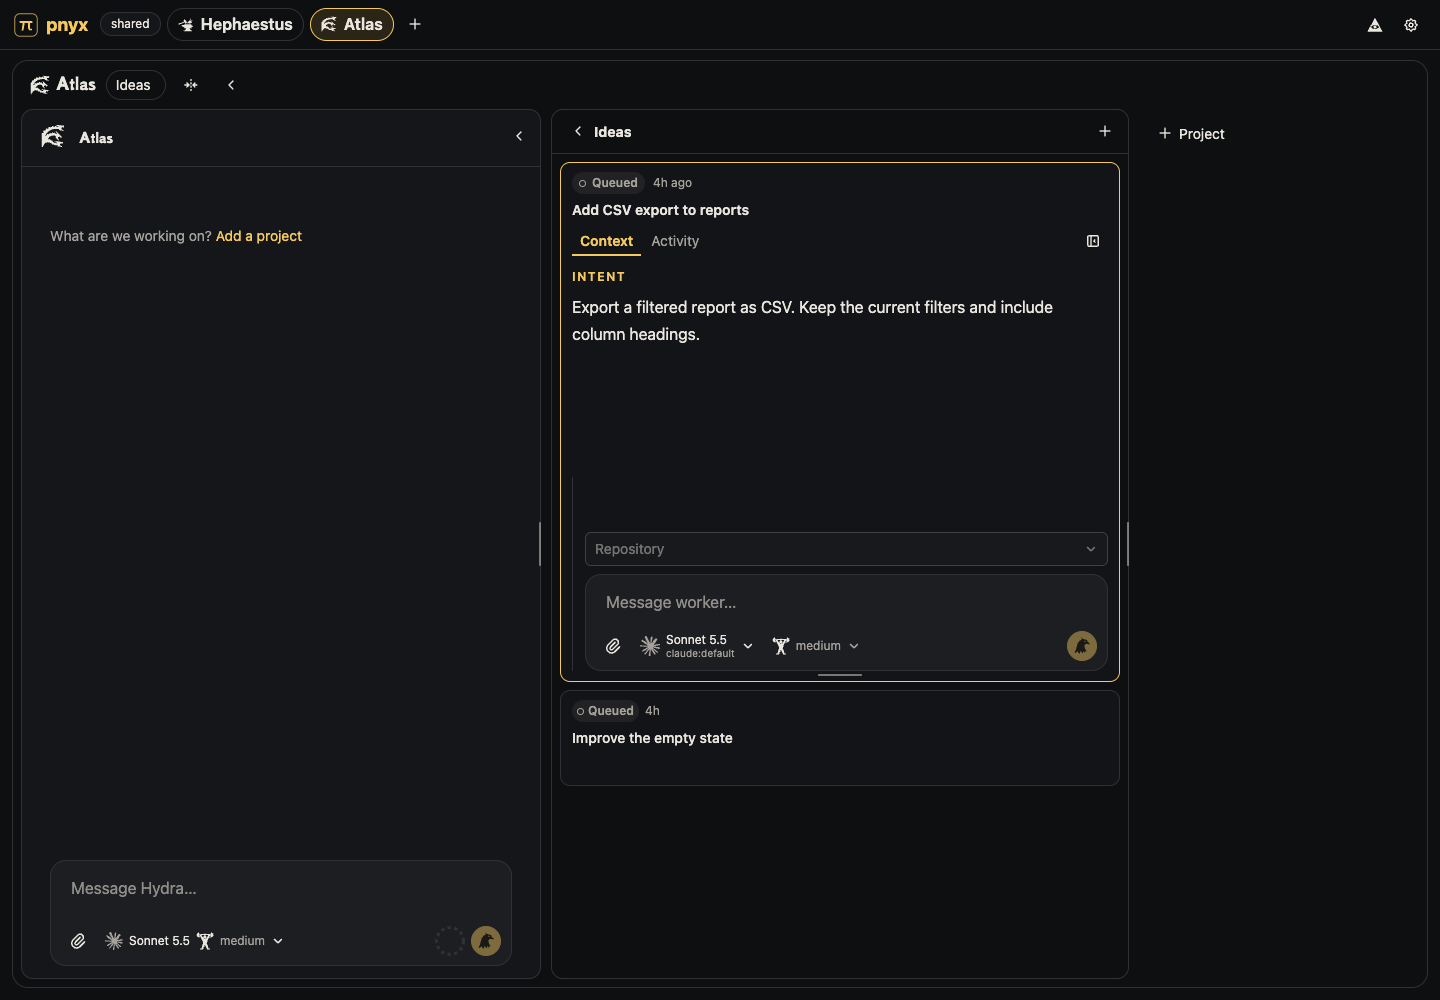 π pnyx shared Hephaestus Atlas
Atlas Ideas
Atlas
What are we working on? Add a project
Message Hydra...
Sonnet 5.5 medium
Ideas
Queued 4h ago
Add CSV export to reports
Context Activity
INTENT
Export a filtered report as CSV. Keep the current filters and include
column headings.
Repository
Message worker...
Sonnet 5.5
claude:default
medium
Queued 4h
Improve the empty state
Project